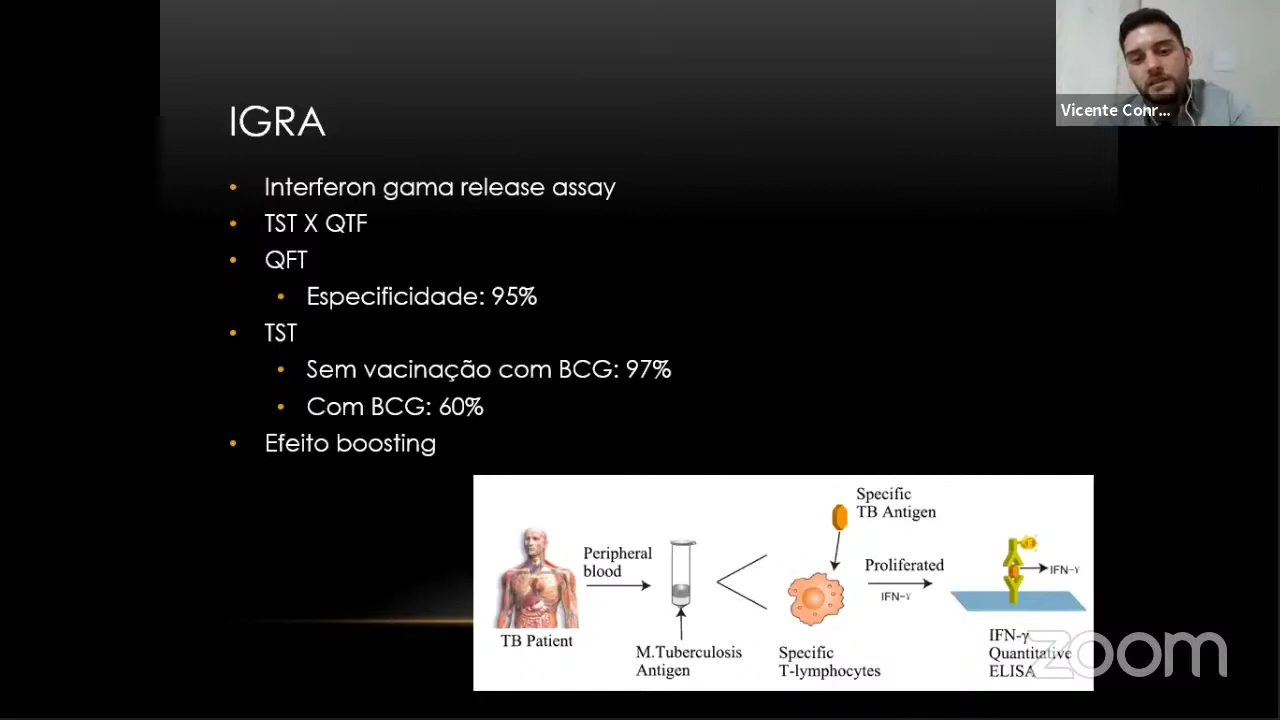 Vicente Conr...
IGRA
• Interferon gama release assay
• TST X QTF
• QFT
• Especificidade: 95%
• TST
• Sem vacinação com BCG: 97%
• Com BCG: 60%
• Efeito boosting
Specific
TB Antigen
Peripheral
blood
Proliferated
IFN-γ
IFN-γ
TB Patient
M.Tuberculosis
Antigen
Specific
T-lymphocytes
IFN-γ
Quantitative
ELISA
zoom